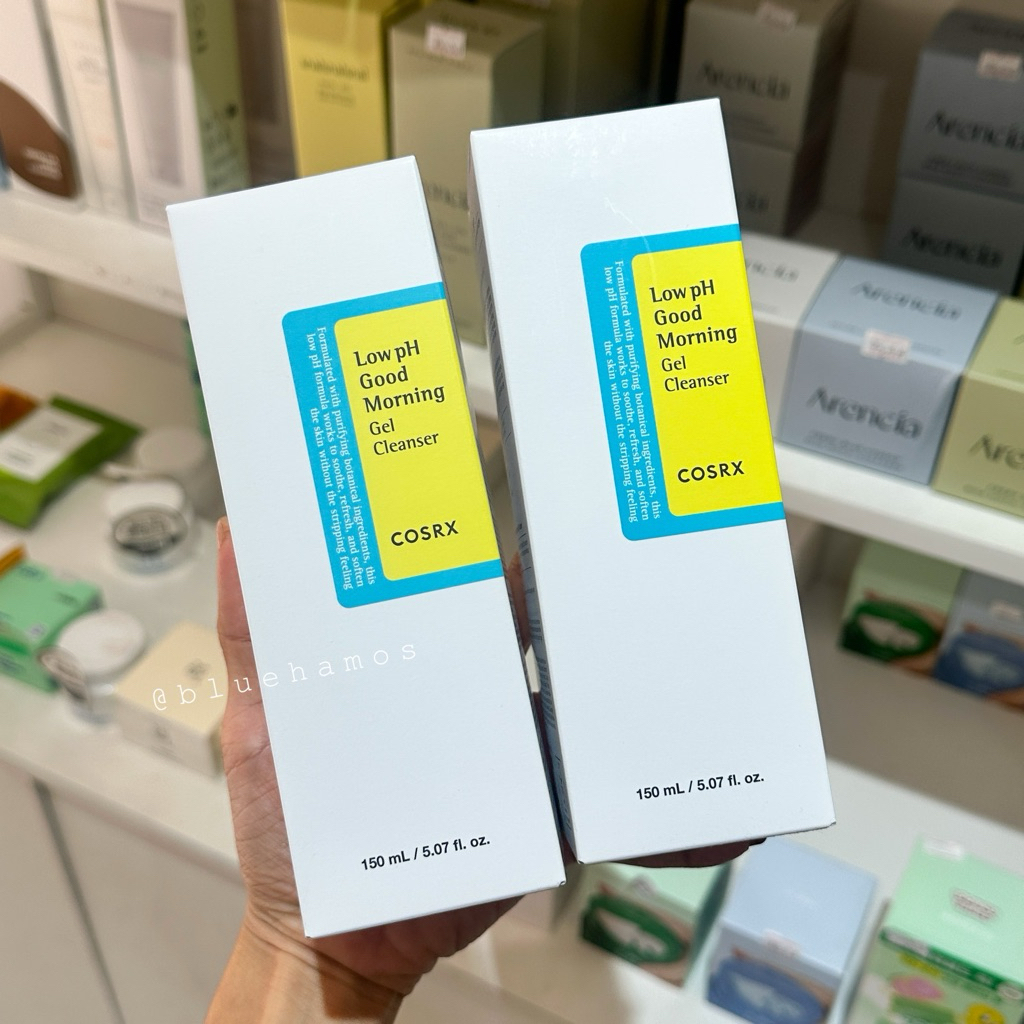 Low pH
Good
Morning
Gel
Cleanser
COSRX
Formulated with purifying botanical ingredients, this
low pH formula works to soothe, refresh, and soften
the skin without the stripping feeling
150 mL / 5.07 fl. oz.
Low pH
Good
Morning
Gel
Cleanser
COSRX
Formulated with purifying botanical ingredients, this
low pH formula works to soothe, refresh, and soften
the skin without the stripping feeling
150 mL / 5.07 fl. oz.
@bluehamos
Arencia
Arencia
Arencia
Arencia
Arencia